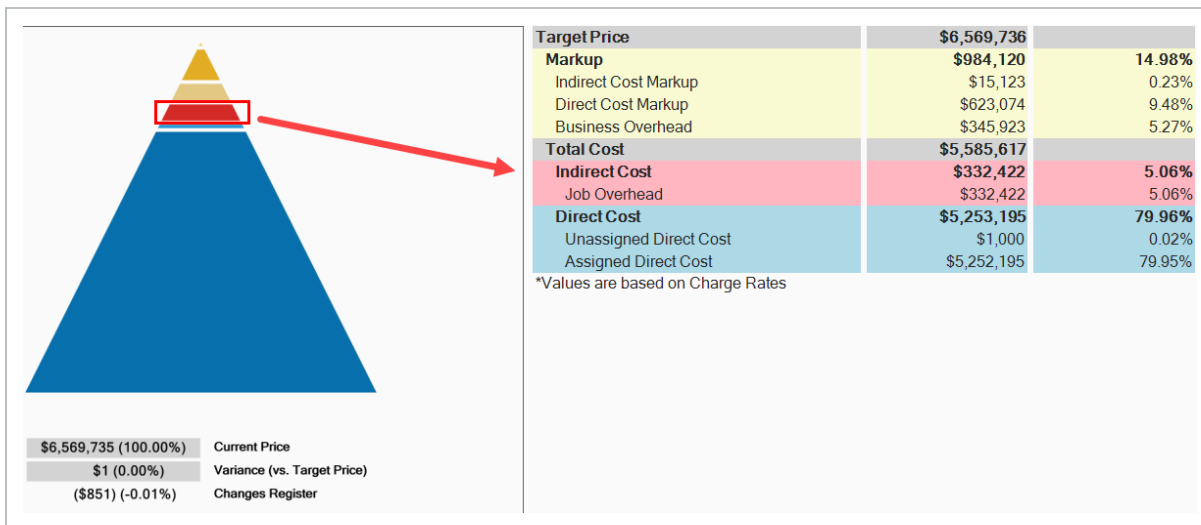 Target Price $6,569,736
Markup $984,120 14.98%
Indirect Cost Markup $15,123 0.23%
Direct Cost Markup $623,074 9.48%
Business Overhead $345,923 5.27%
Total Cost $5,585,617
Indirect Cost $332,422 5.06%
Job Overhead $332,422 5.06%
Direct Cost $5,253,195 79.96%
Unassigned Direct Cost $1,000 0.02%
Assigned Direct Cost $5,252,195 79.95%
*Values are based on Charge Rates
$6,569,735 (100.00%) Current Price
$1 (0.00%) Variance (vs. Target Price)
($851) (-0.01%) Changes Register